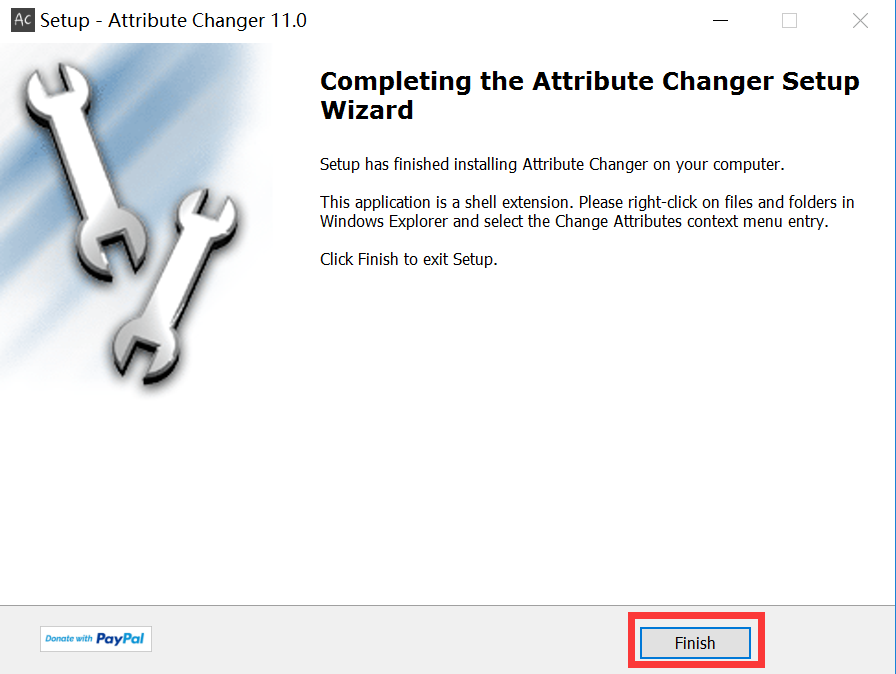 AC Setup - Attribute Changer 11.0
Completing the Attribute Changer Setup
Wizard
Setup has finished installing Attribute Changer on your computer.
This application is a shell extension. Please right-click on files and folders in
Windows Explorer and select the Change Attributes context menu entry.
Click Finish to exit Setup.
Donate with PayPal
Finish